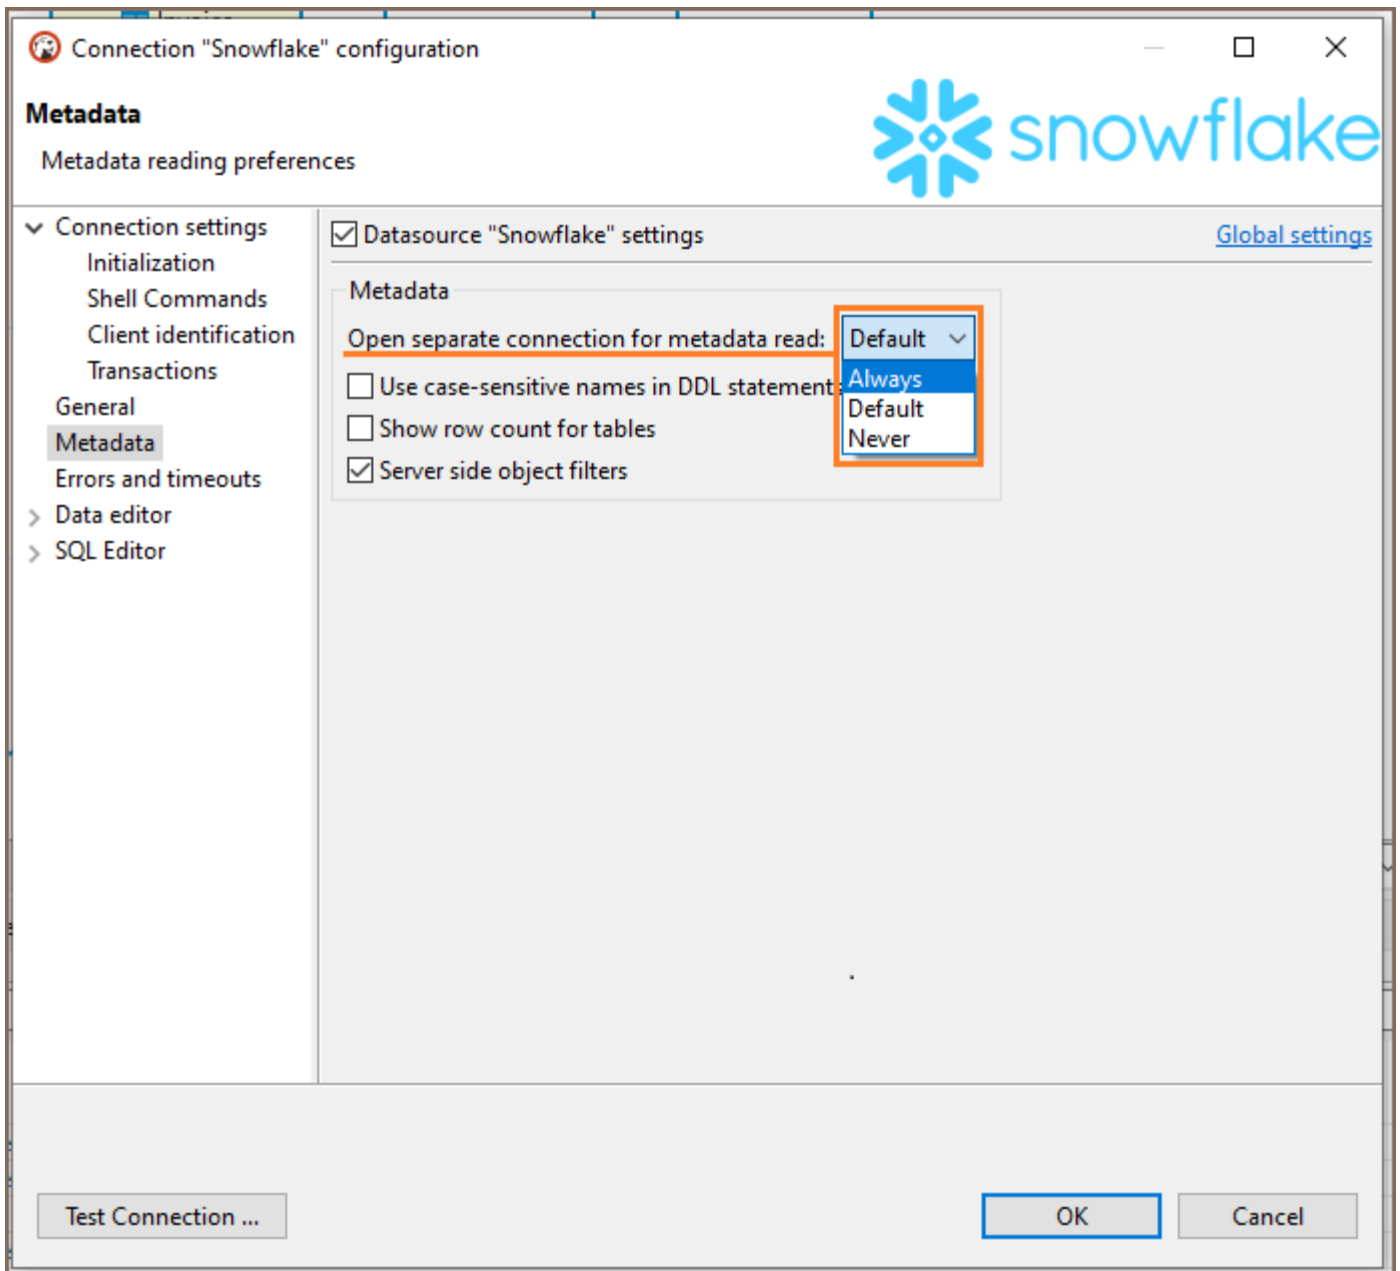 Connection "Snowflake" configuration
Metadata
Metadata reading preferences
snowflake
Connection settings
Initialization
Shell Commands
Client identification
Transactions
General
Metadata
Errors and timeouts
Data editor
SQL Editor
Datasource "Snowflake" settings
Global settings
Metadata
Open separate connection for metadata read:
Default
Always
Default
Never
Use case-sensitive names in DDL statement
Show row count for tables
Server side object filters
Test Connection ...
OK
Cancel